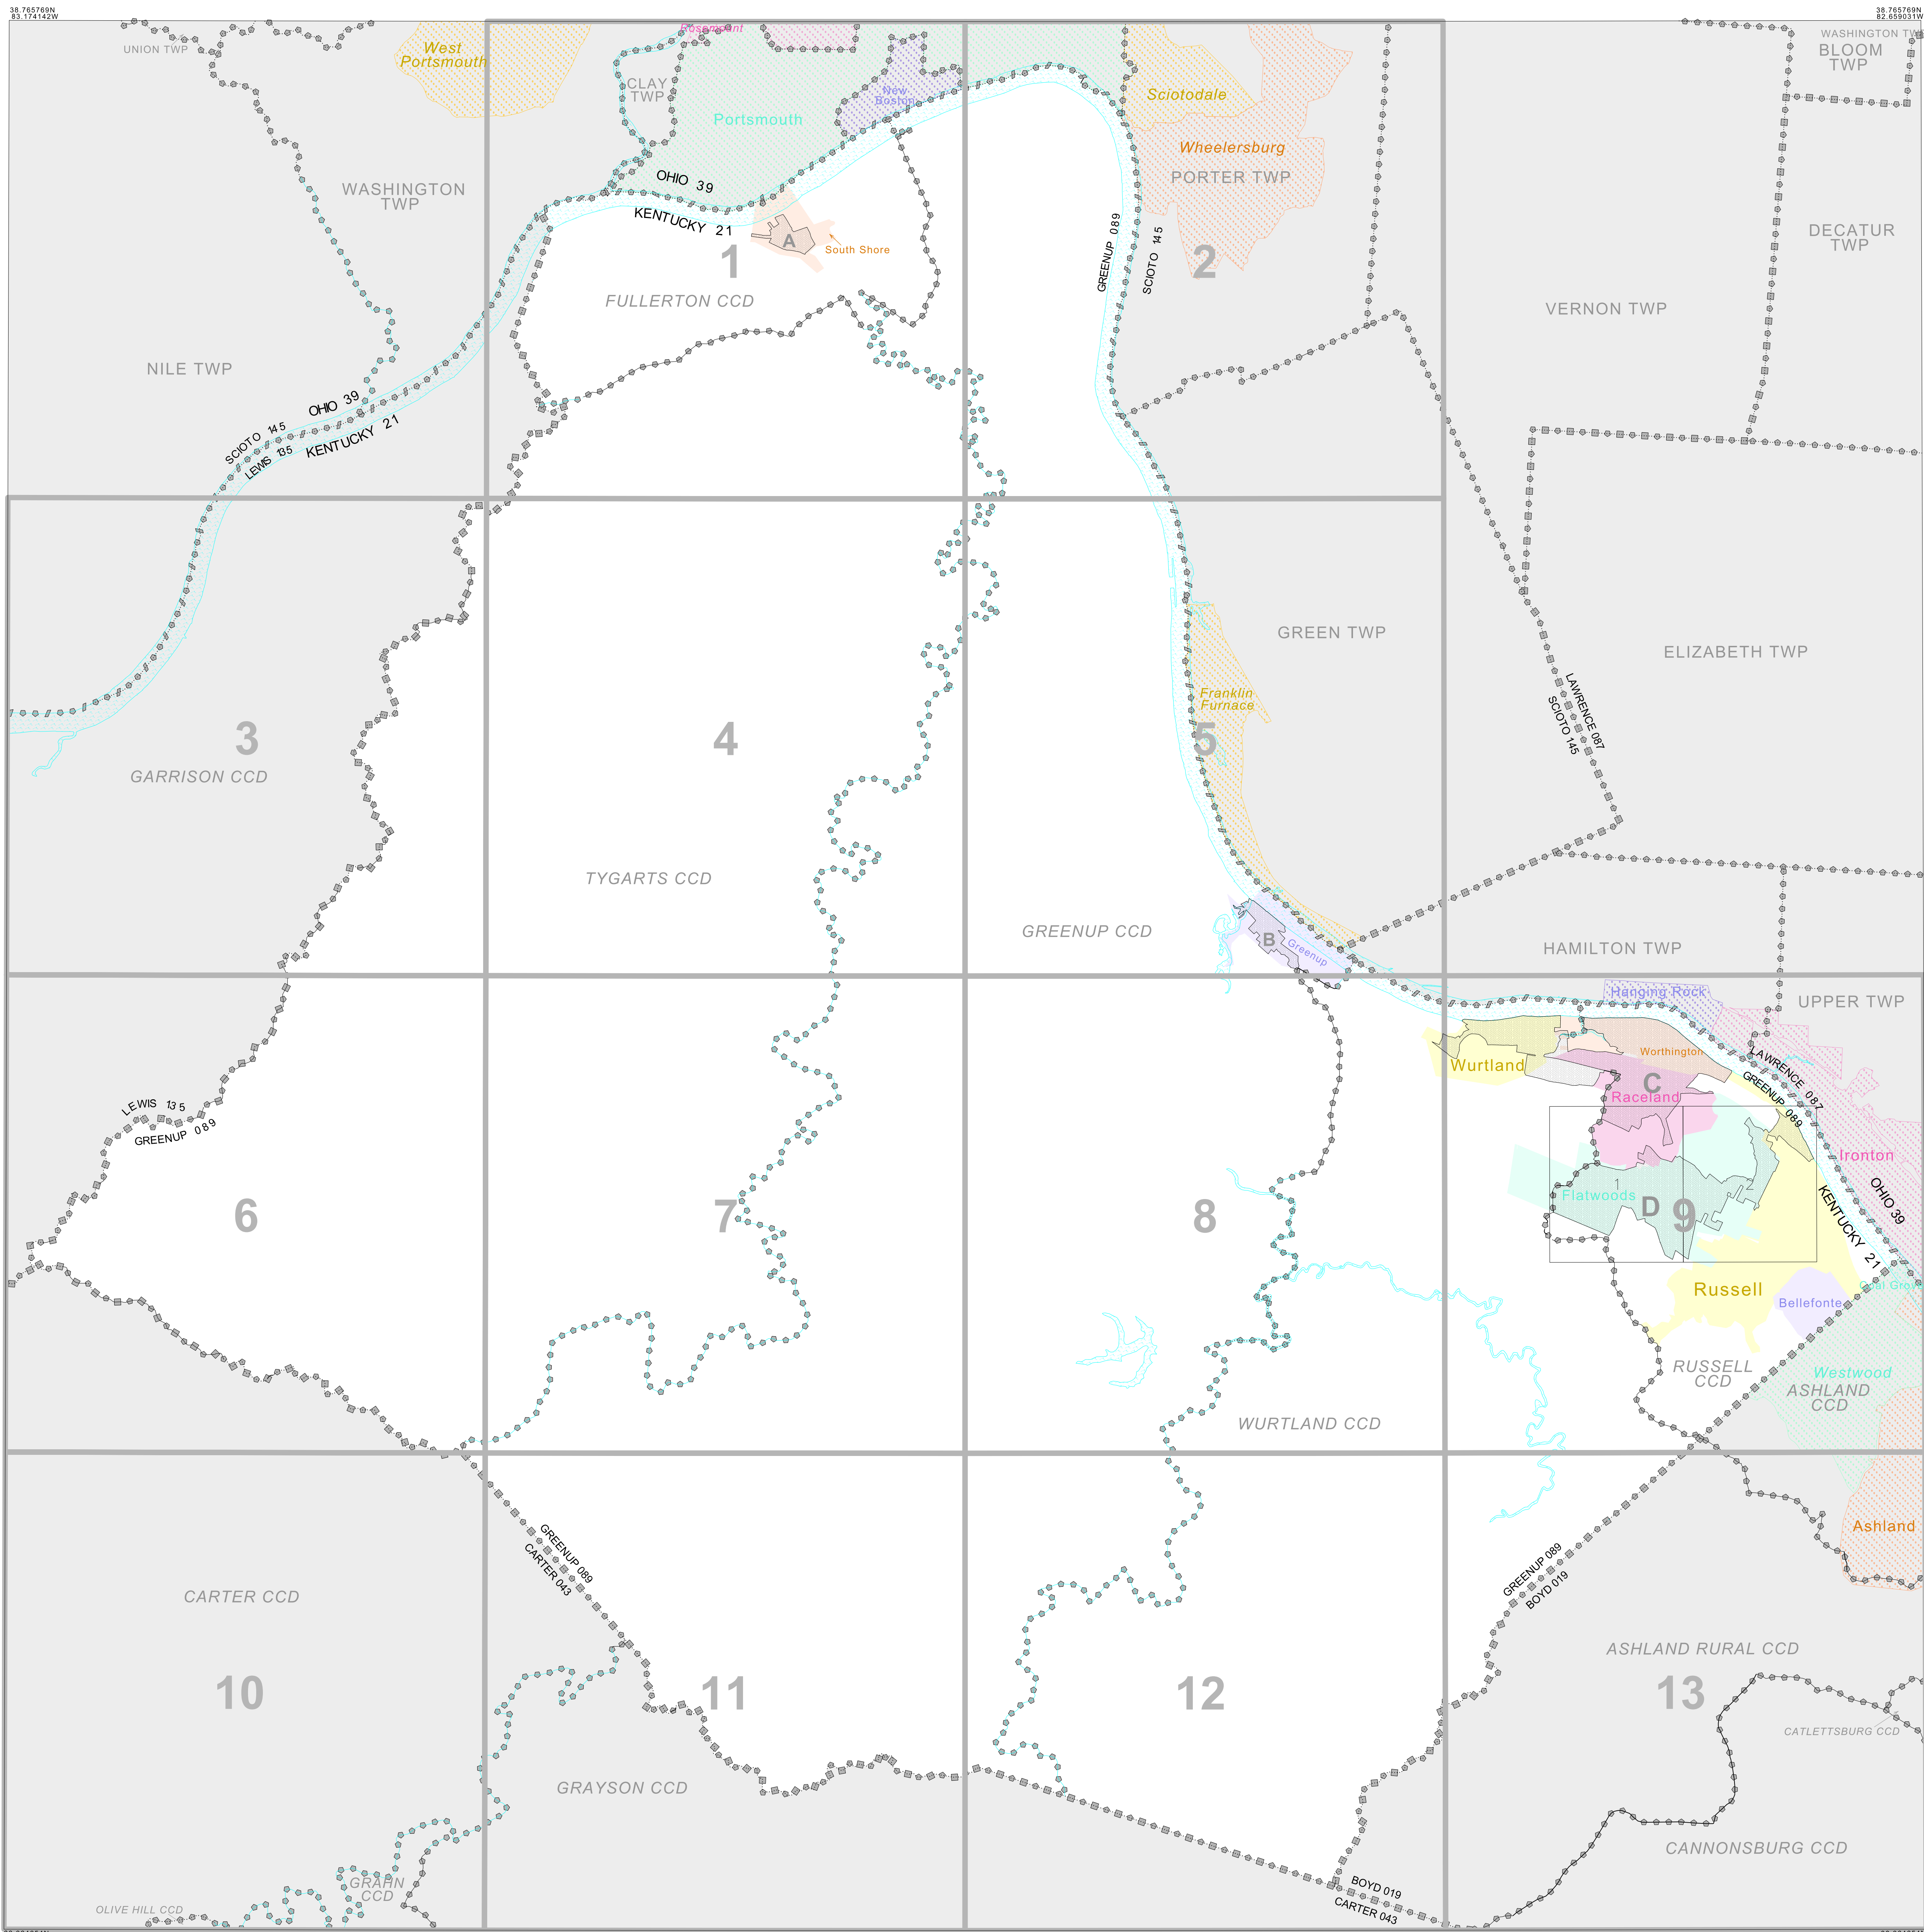 38.765769N
83.174142W
38.765769N
82.659031W
UNION TWP
West
Portsmouth
Rosemount
CLAY
TWP
New
Boston
Portsmouth
Sciotodale
WASHINGTON TWP
BLOOM
TWP
Wheelersburg
PORTER TWP
WASHINGTON
TWP
OHIO 39
KENTUCKY 21
A
South Shore
1
FULLERTON CCD
GREENUP 089
SCIOTO 145
2
DECATUR
TWP
VERNON TWP
NILE TWP
OHIO 39
KENTUCKY 21
SCIOTO 145
LEWIS 135
GREEN TWP
ELIZABETH TWP
Franklin
Furnace
LAWRENCE 087
SCIOTO 145
3
GARRISON CCD
4
5
TYGARTS CCD
GREENUP CCD
B
Greenup
HAMILTON TWP
Hanging Rock
UPPER TWP
Wurtland
Worthington
C
Raceland
LAWRENCE 087
GREENUP 089
LEWIS 135
GREENUP 089
Ironton
OHIO 39
KENTUCKY 21
6
7
8
Flatwoods
1
2
D
9
Russell
Bellefonte
Coal Grove
RUSSELL
CCD
Westwood
ASHLAND
CCD
WURTLAND CCD
Ashland
GREENUP 089
CARTER 043
GREENUP 089
BOYD 019
CARTER CCD
ASHLAND RURAL CCD
10
11
12
13
CATLETTSBURG CCD
GRAYSON CCD
CANNONSBURG CCD
GRAHN
CCD
OLIVE HILL CCD
BOYD 019
CARTER 043